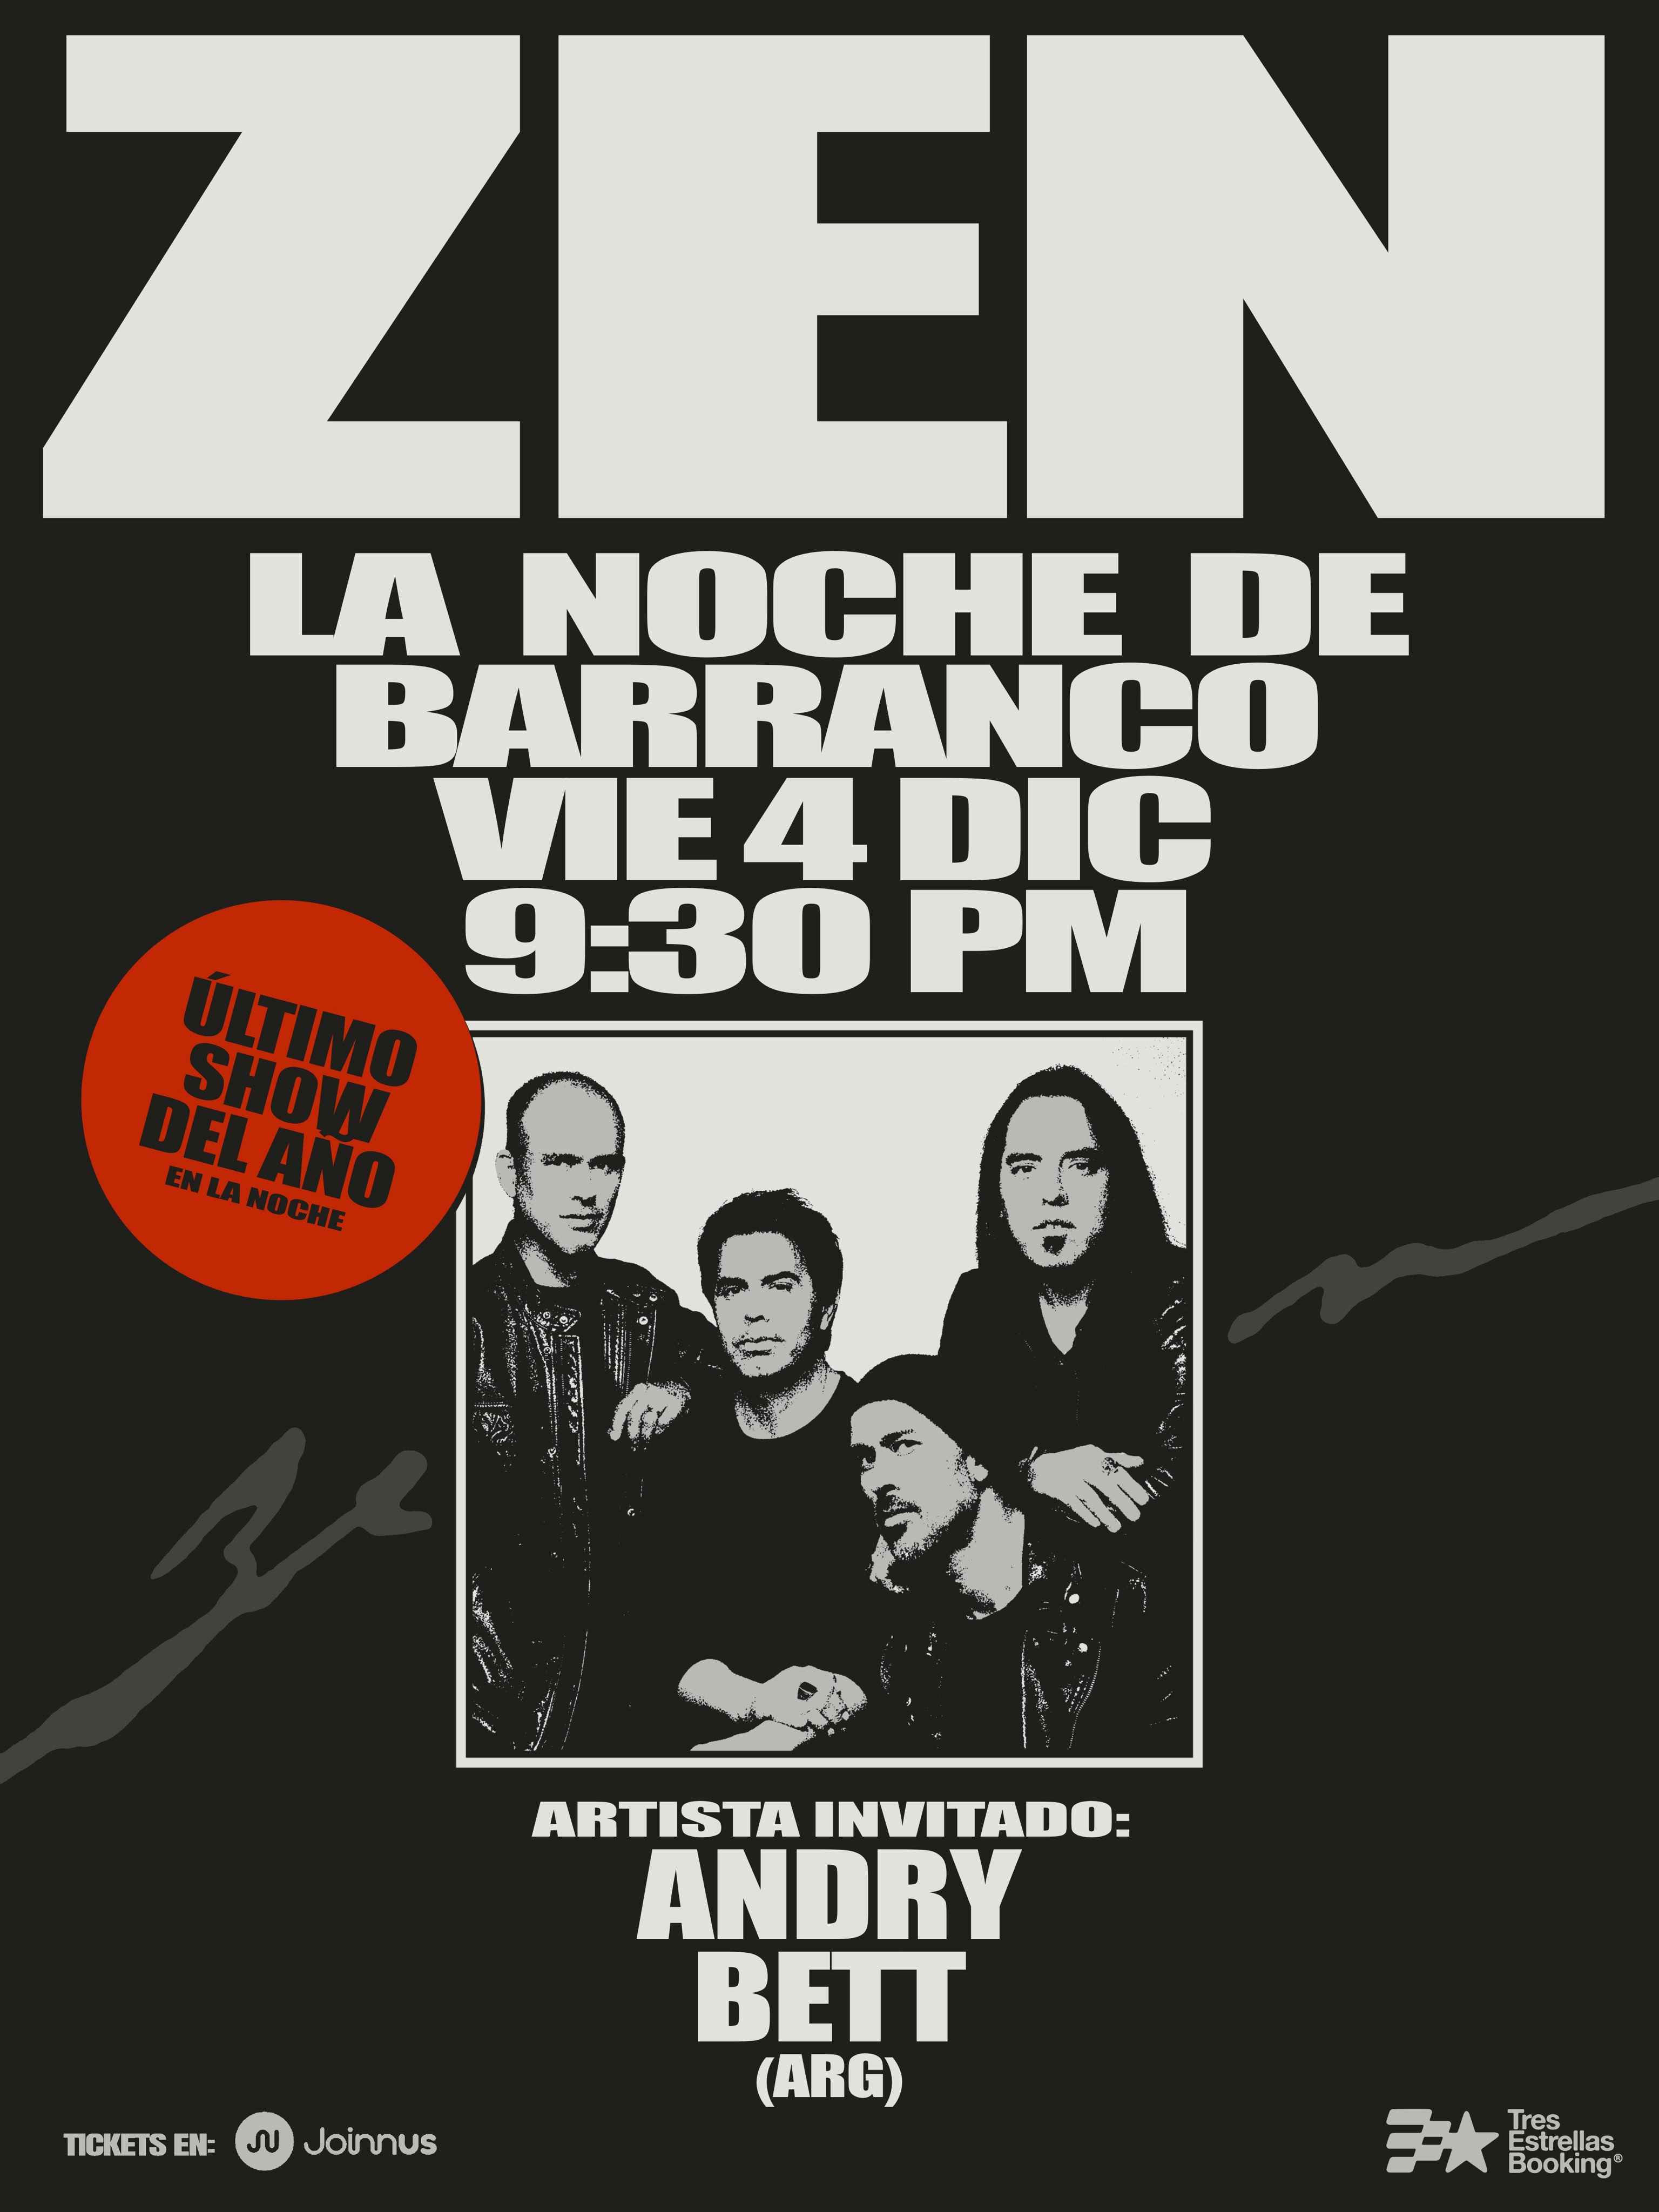 ZEN
LA NOCHE DE
BARRANCO
VIE 4 DIC
9:30 PM
ÚLTIMO
SHOW
DEL AÑO
EN LA NOCHE
ARTISTA INVITADO:
ANDRY
BETT
(ARG)
TICKETS EN: Joinnus
Tres
Estrellas
Booking®